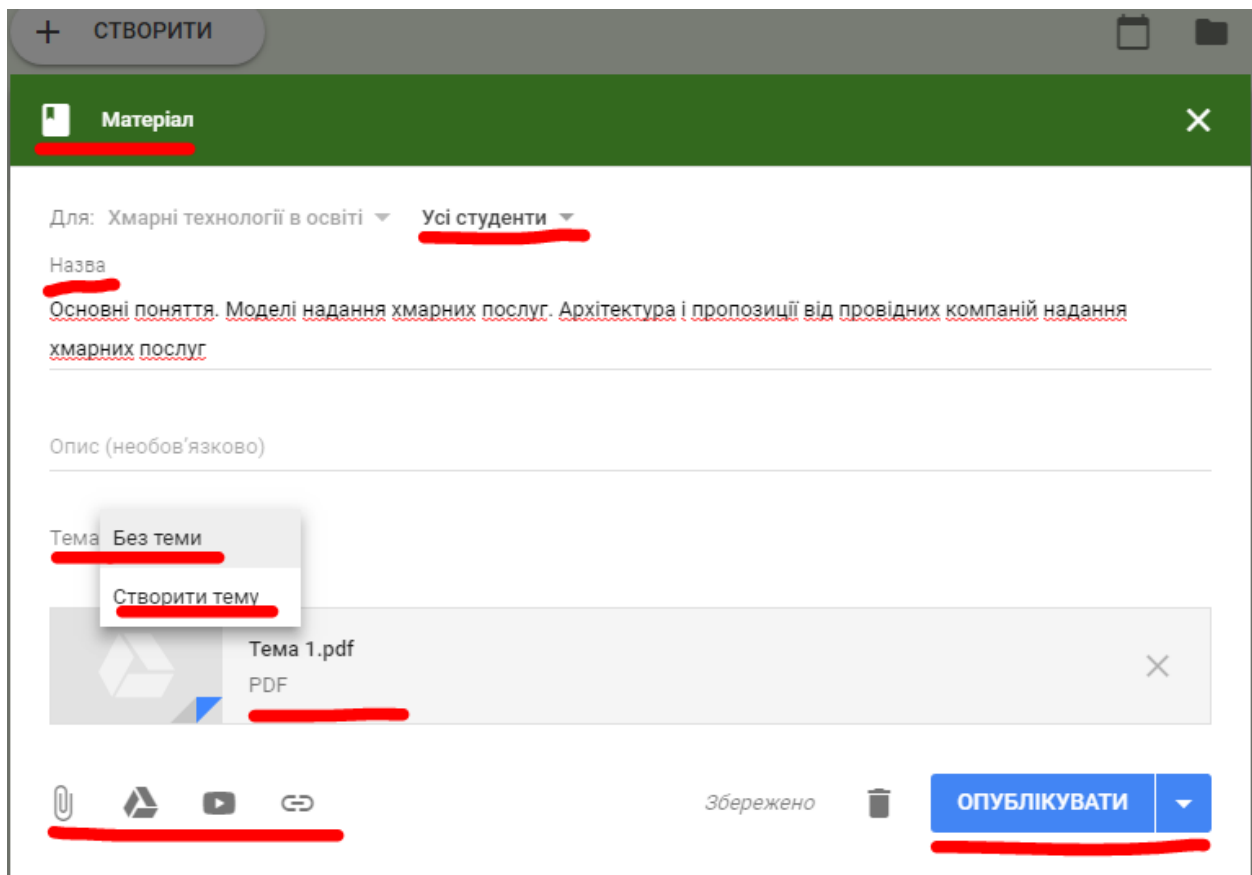 СТВОРИТИ
Матеріал
Для: Хмарні технології в освіті Усі студенти
Назва
Основні поняття. Моделі надання хмарних послуг. Архітектура і пропозиції від провідних компаній надання
хмарних послуг
Опис (необов'язково)
Тема Без теми
Створити тему
Тема 1.pdf
PDF
Збережено ОПУБЛІКУВАТИ